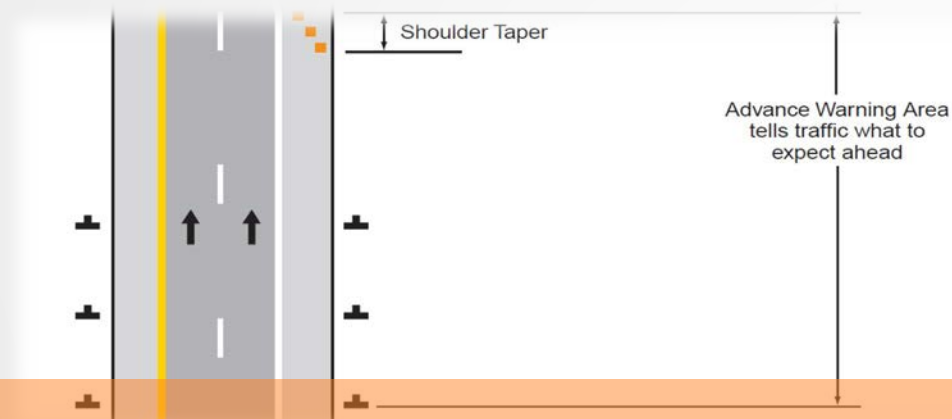 Shoulder Taper
Advance Warning Area
tells traffic what to
expect ahead